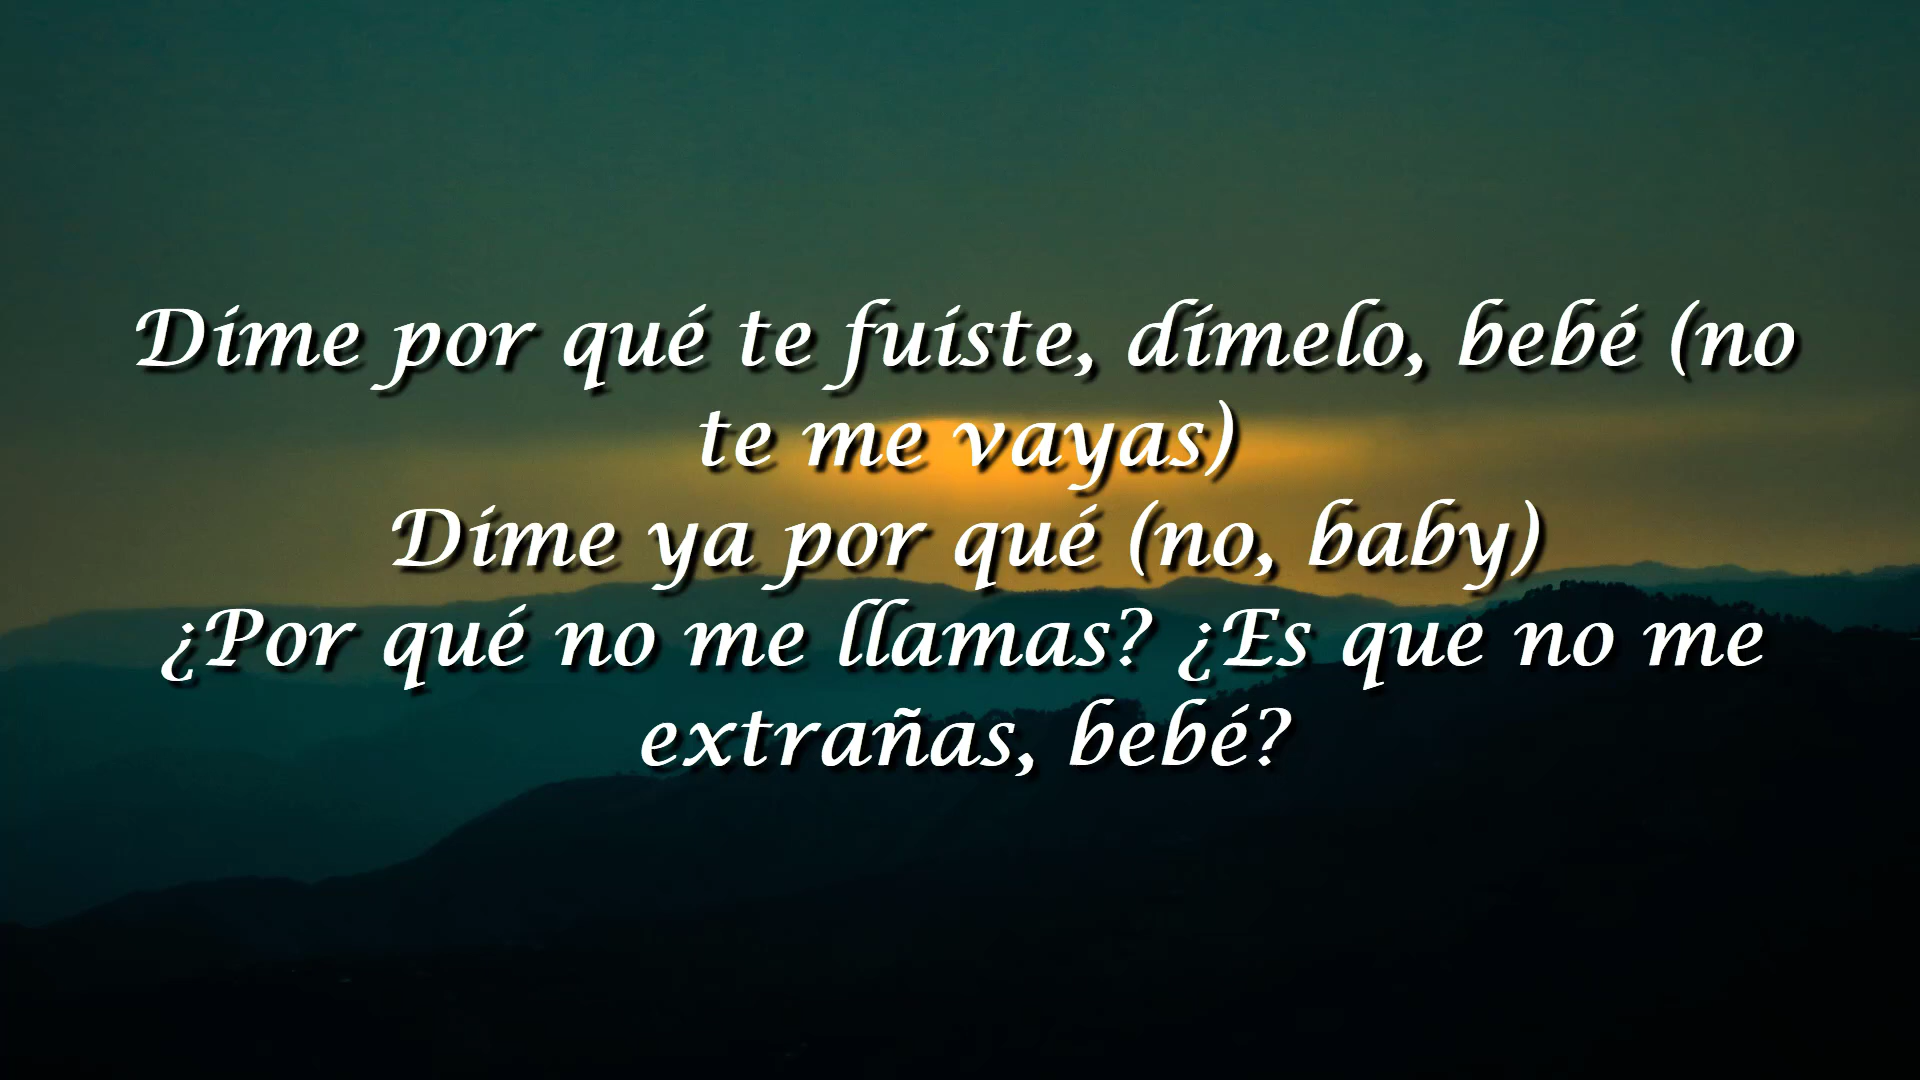 Dime por qué te fuiste, dímelo, bebé (no
te me vayas)
Dime ya por qué (no, baby)
¿Por qué no me llamas? ¿Es que no me
extrañas, bebé?